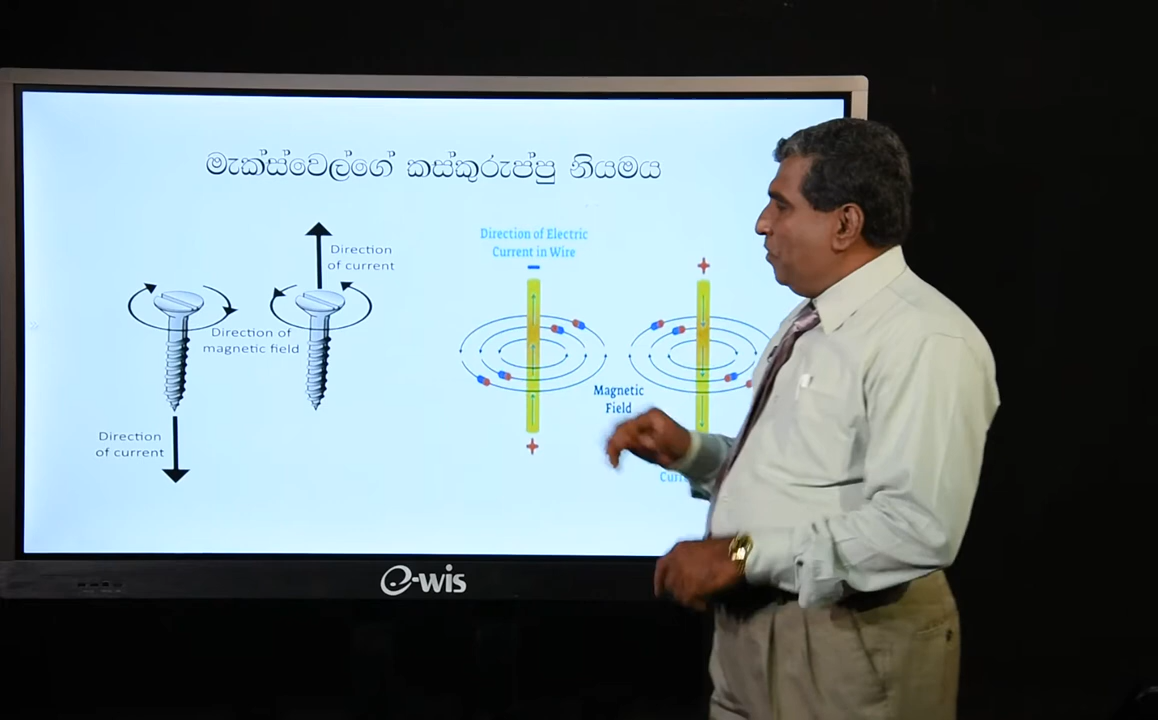 මැක්ස්වෙල්ගේ කස්කුරුප්පු නියමය
Direction
of current
Direction of
magnetic field
Direction
of current
Direction of Electric
Current in Wire
Magnetic
Field
e-wis